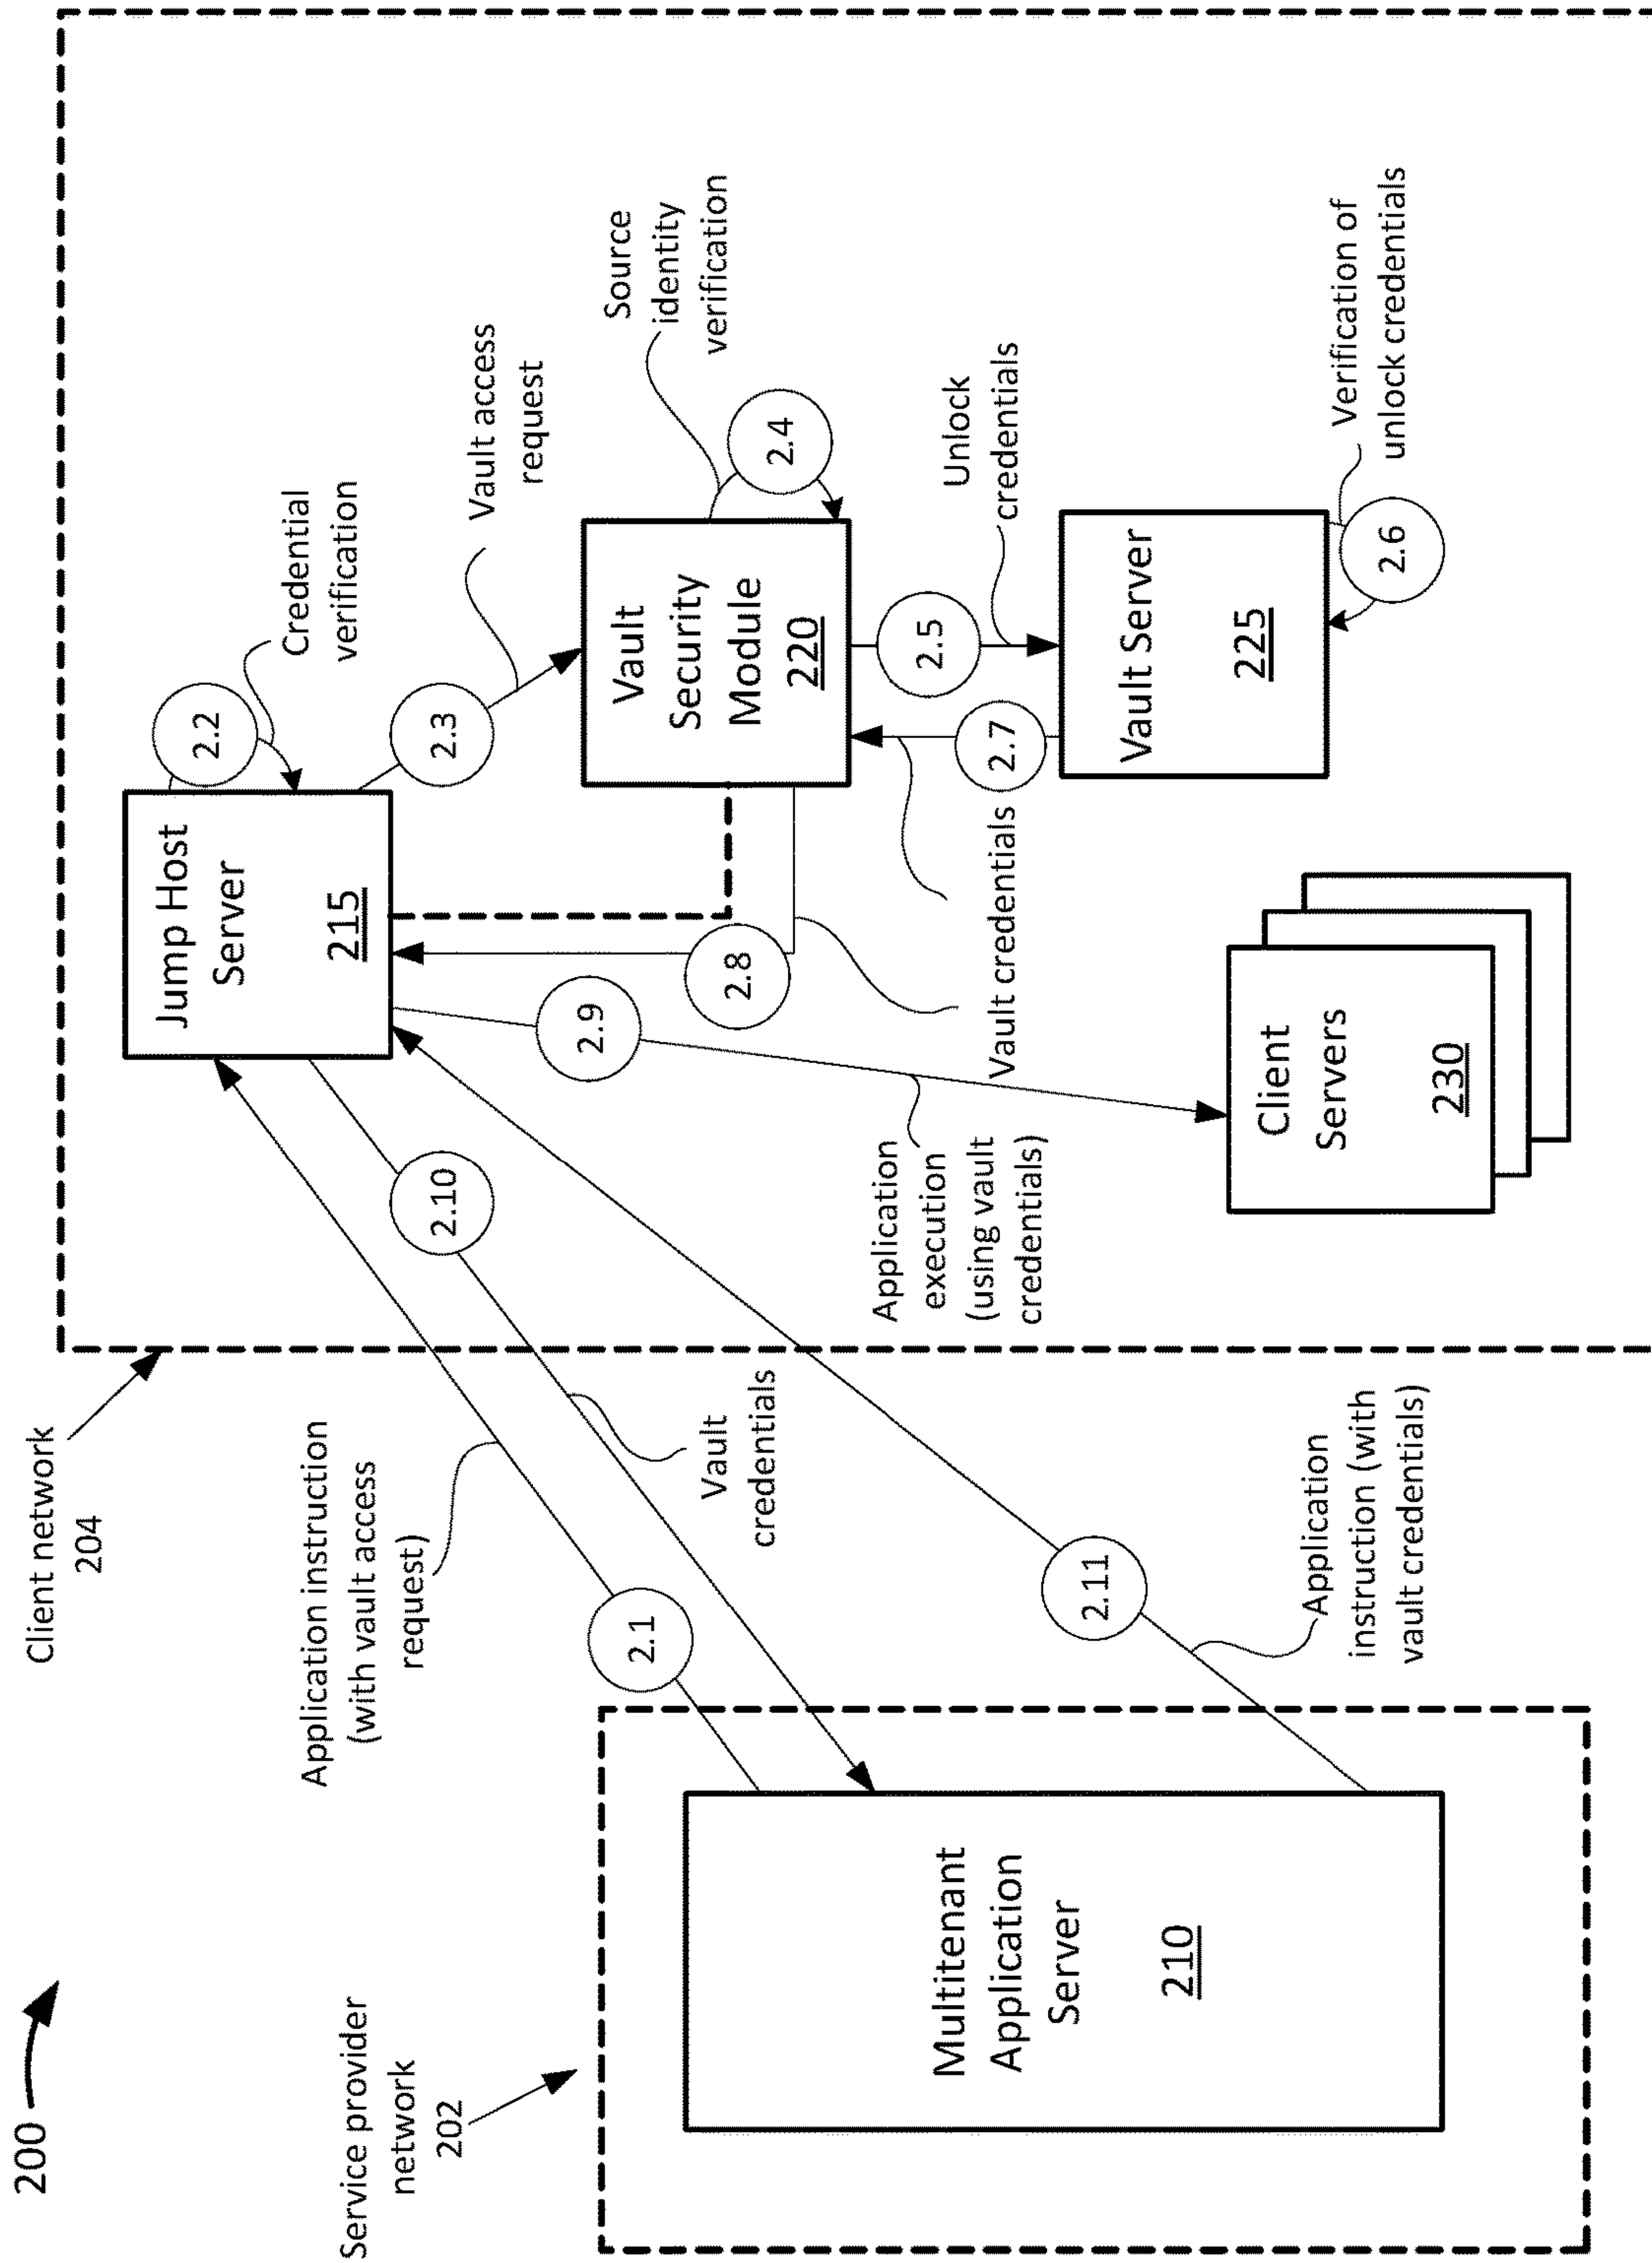 200
Service provider
network
202
Client network
204
Multitenant
Application
Server
210
2.1
Application instruction
(with vault access
request)
Jump Host
Server
215
2.2
Credential
verification
2.3
Vault access
request
Vault
Security
Module
220
2.4
Source
identity
verification
2.5
Unlock
credentials
Vault Server
225
2.6
Verification of
unlock credentials
2.7
2.8
Vault credentials
2.9
Application
execution
(using vault
credentials)
Client
Servers
230
2.10
Vault
credentials
2.11
Application
instruction (with
vault credentials)